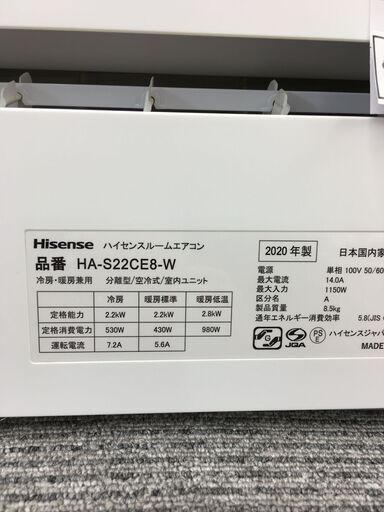 Hisense ハイセンスルームエアコン
品番 HA-S22CE8-W
冷房・暖房兼用 分離型/空冷式/室内ユニット
冷房 暖房標準 暖房低温
定格能力 2.2kW 2.2kW 2.8kW
定格消費電力 530W 430W 980W
運転電流 7.2A 5.6A
2020年製 日本国内
電源 単相 100V 50/60
最大電流 14.0A
最大入力 1150W
区分名 A
製品質量 8.5kg
通年エネルギー消費効率 5.8(JIS
JQA PS E ハイセンスジャパ
MADE